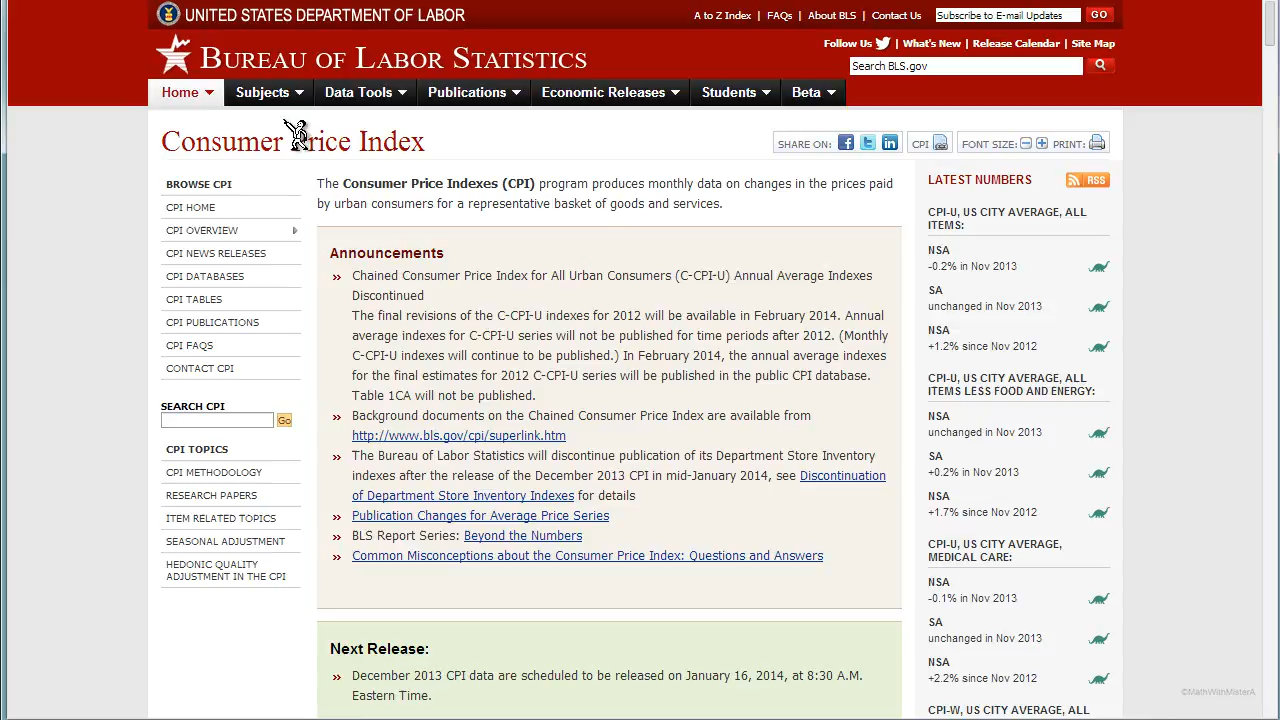 UNITED STATES DEPARTMENT OF LABOR
A to Z Index | FAQs | About BLS | Contact Us
Subscribe to E-mail Updates
GO
Follow Us | What's New | Release Calendar | Site Map
BUREAU OF LABOR STATISTICS
Search BLS.gov
Home
Subjects
Data Tools
Publications
Economic Releases
Students
Beta
Consumer Price Index
SHARE ON:
CPI
FONT SIZE:
PRINT:
BROWSE CPI
CPI HOME
CPI OVERVIEW
CPI NEWS RELEASES
CPI DATABASES
CPI TABLES
CPI PUBLICATIONS
CPI FAQS
CONTACT CPI
SEARCH CPI
Go
CPI TOPICS
CPI METHODOLOGY
RESEARCH PAPERS
ITEM RELATED TOPICS
SEASONAL ADJUSTMENT
HEDONIC QUALITY
ADJUSTMENT IN THE CPI
The Consumer Price Indexes (CPI) program produces monthly data on changes in the prices paid
by urban consumers for a representative basket of goods and services.
Announcements
Chained Consumer Price Index for All Urban Consumers (C-CPI-U) Annual Average Indexes
Discontinued
The final revisions of the C-CPI-U indexes for 2012 will be available in February 2014. Annual
average indexes for C-CPI-U series will not be published for time periods after 2012. (Monthly
C-CPI-U indexes will continue to be published.) In February 2014, the annual average indexes
for the final estimates for 2012 C-CPI-U series will be published in the public CPI database.
Table 1CA will not be published.
Background documents on the Chained Consumer Price Index are available from
http://www.bls.gov/cpi/superlink.htm
The Bureau of Labor Statistics will discontinue publication of its Department Store Inventory
indexes after the release of the December 2013 CPI in mid-January 2014, see Discontinuation
of Department Store Inventory Indexes for details
Publication Changes for Average Price Series
BLS Report Series: Beyond the Numbers
Common Misconceptions about the Consumer Price Index: Questions and Answers
Next Release:
December 2013 CPI data are scheduled to be released on January 16, 2014, at 8:30 A.M.
Eastern Time.
LATEST NUMBERS
RSS
CPI-U, US CITY AVERAGE, ALL
ITEMS:
NSA
-0.2% in Nov 2013
SA
unchanged in Nov 2013
NSA
+1.2% since Nov 2012
CPI-U, US CITY AVERAGE, ALL
ITEMS LESS FOOD AND ENERGY:
NSA
unchanged in Nov 2013
SA
+0.2% in Nov 2013
NSA
+1.7% since Nov 2012
CPI-U, US CITY AVERAGE,
MEDICAL CARE:
NSA
-0.1% in Nov 2013
SA
unchanged in Nov 2013
NSA
+2.2% since Nov 2012
CPI-W, US CITY AVERAGE, ALL
©MathWithMisterA